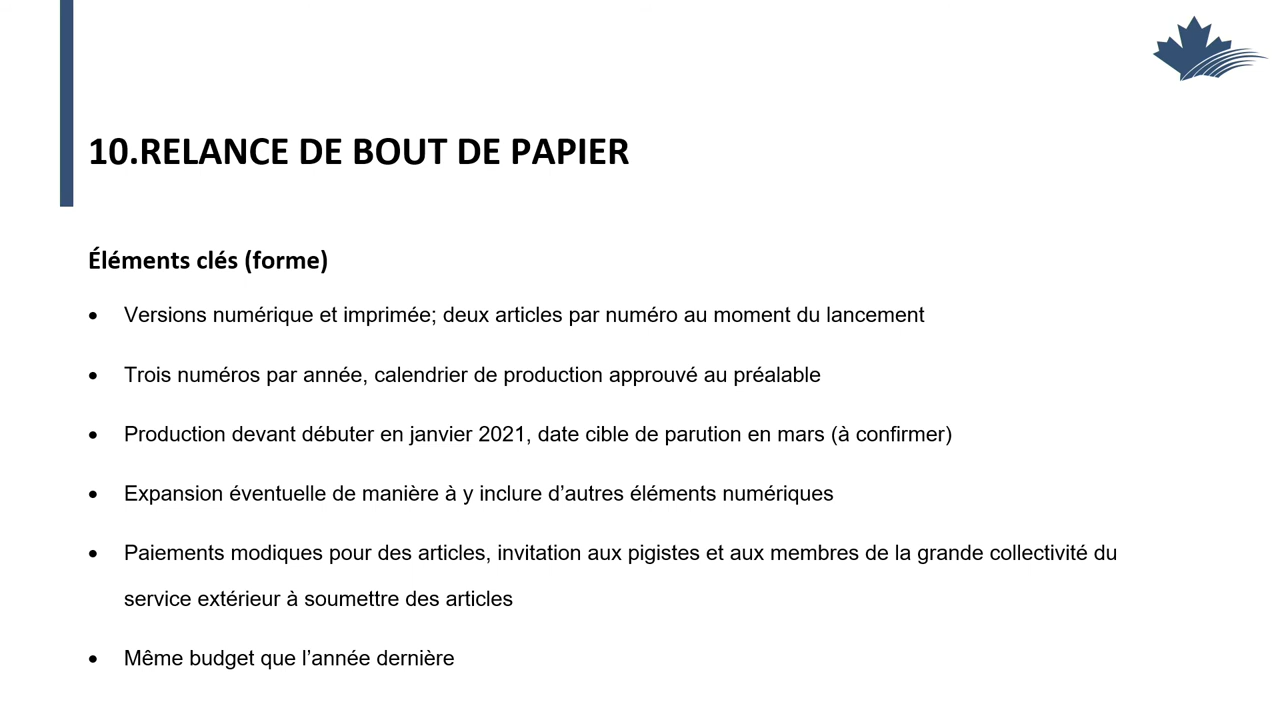 10.RELANCE DE BOUT DE PAPIER
Éléments clés (forme)
• Versions numérique et imprimée; deux articles par numéro au moment du lancement
• Trois numéros par année, calendrier de production approuvé au préalable
• Production devant débuter en janvier 2021, date cible de parution en mars (à confirmer)
• Expansion éventuelle de manière à y inclure d’autres éléments numériques
• Paiements modiques pour des articles, invitation aux pigistes et aux membres de la grande collectivité du
service extérieur à soumettre des articles
• Même budget que l’année dernière